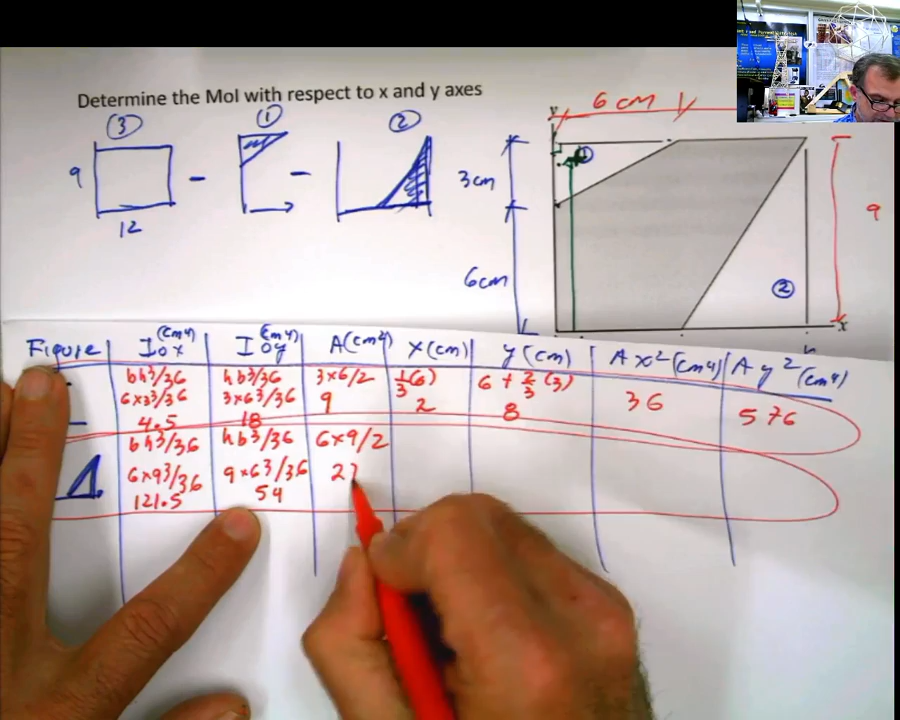 Determine the MoI with respect to x and y axes
③ - ① - ②
9
12
y
6 cm
①
3cm
6cm
9
②
x
Figure | Iox (cm4) | Ioy (cm4) | A(cm2) | x(cm) | y(cm) | Ax2(cm4) | Ay2(cm4)
bh3/36 hb3/36 3×6/2 1/3(6) 6+2/3(3)
6×33/36 3×63/36 9 2 8 36 576
4.5 18
bh3/36 hb3/36 6×9/2
6×93/36 9×63/36 27
121.5 54